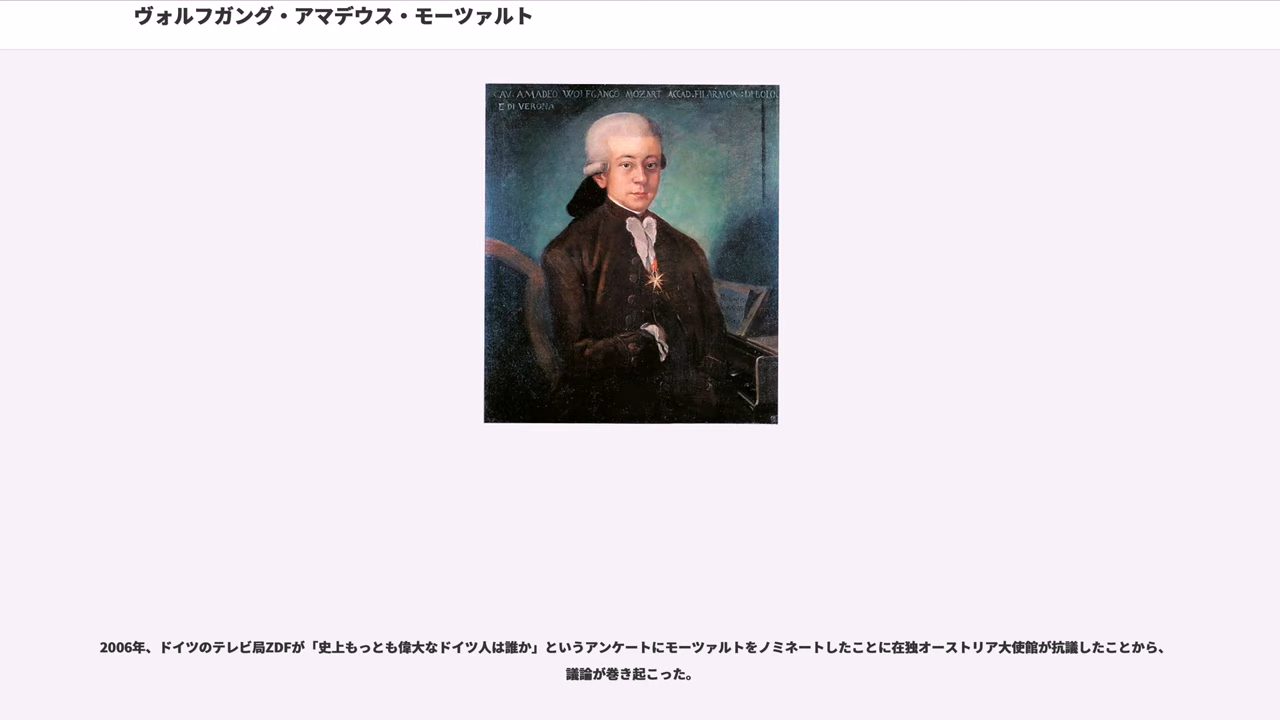 ヴォルフガング・アマデウス・モーツァルト
CAV. AMADEO WOLFGANGO MOZART ACCAD. FILARMON: DI BOLOG.
E DI VERONA
2006年、ドイツのテレビ局ZDFが「史上もっとも偉大なドイツ人は誰か」というアンケートにモーツァルトをノミネートしたことに在独オーストリア大使館が抗議したことから、
議論が巻き起こった。